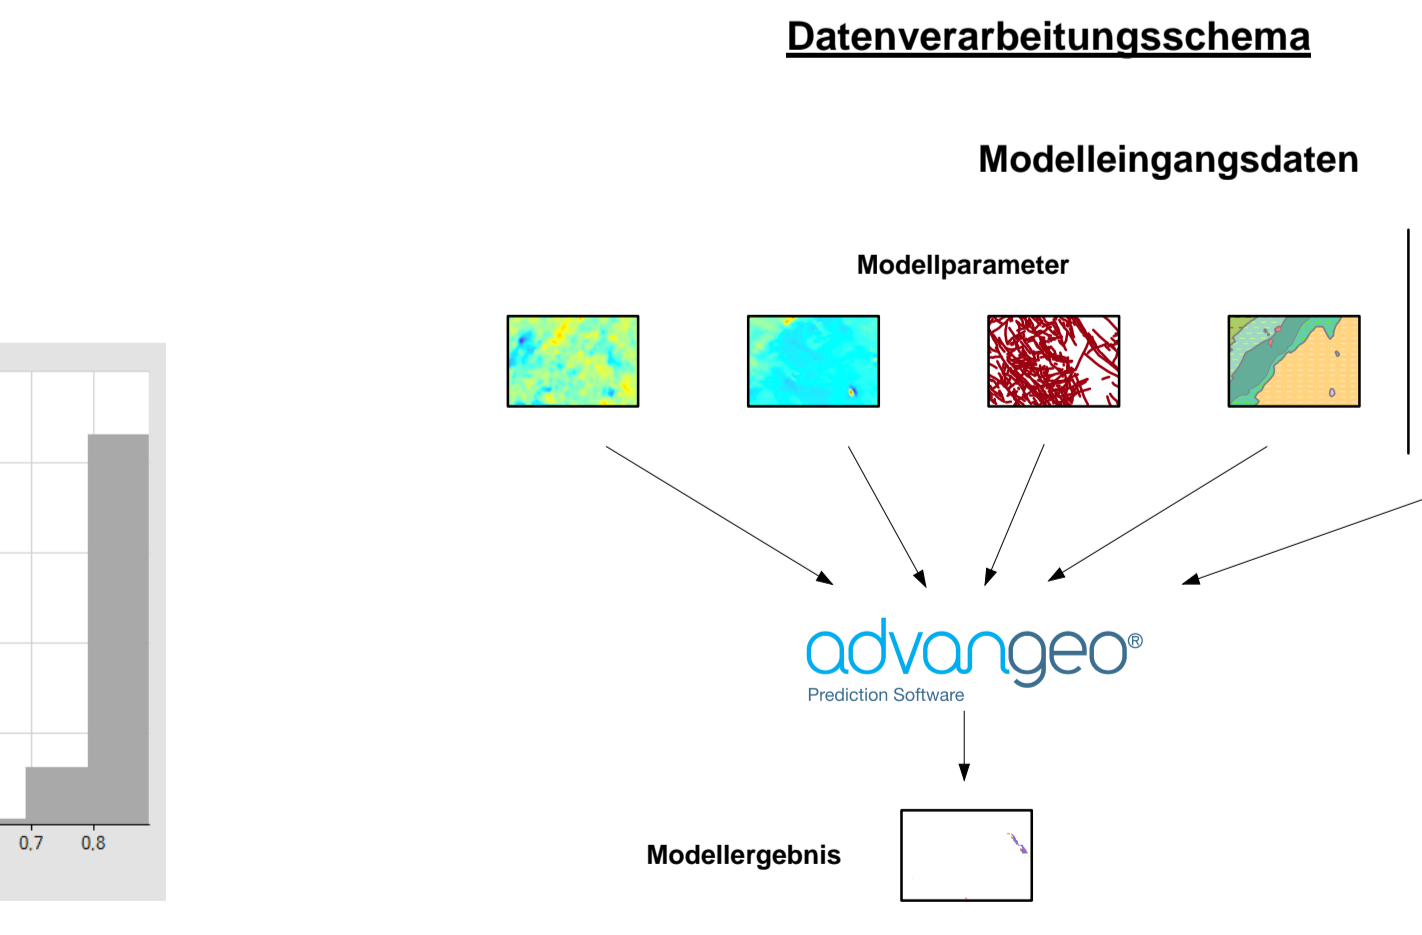 Datenverarbeitungsschema
Modelleingangsdaten
Modellparameter
advangeo®
Prediction Software
Modellergebnis
0,7 0,8